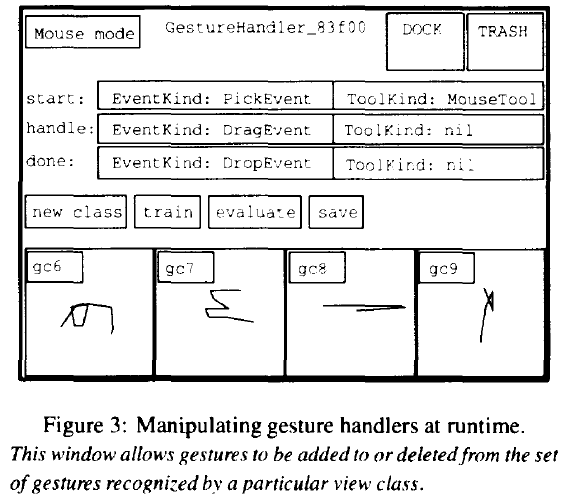 Mouse mode GestureHandler_83f00 DOCK TRASH
start: EventKind: PickEvent ToolKind: MouseTool
handle: EventKind: DragEvent ToolKind: nil
done: EventKind: DropEvent ToolKind: nil
new class train evaluate save
gc6 gc7 gc8 gc9
Figure 3: Manipulating gesture handlers at runtime.
This window allows gestures to be added to or deleted from the set
of gestures recognized by a particular view class.